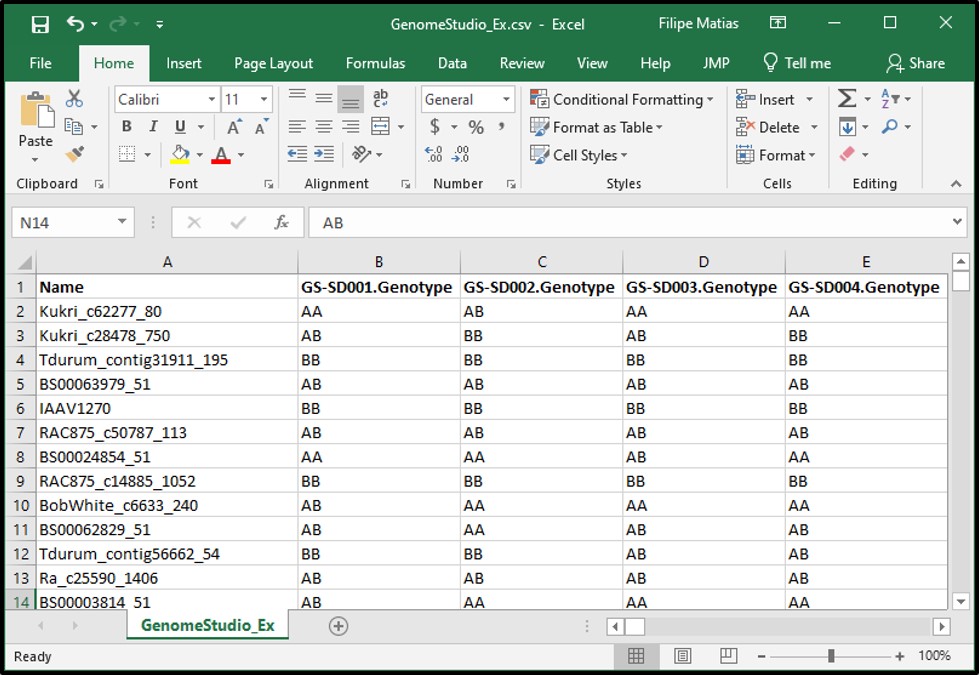 GenomeStudio_Ex.csv - Excel Filipe Matias
File Home Insert Page Layout Formulas Data Review View Help JMP Tell me Share
Calibri 11 General Conditional Formatting Insert
Paste B I U A A $ % , Format as Table Delete
A Cell Styles Format
Clipboard Font Alignment Number Styles Cells Editing
N14 fx AB
A B C D E
1 Name GS-SD001.Genotype GS-SD002.Genotype GS-SD003.Genotype GS-SD004.Genotype
2 Kukri_c62277_80 AA AB AA AA
3 Kukri_c28478_750 AB BB AB BB
4 Tdurum_contig31911_195 BB BB BB BB
5 BS00063979_51 AB AB AB AB
6 IAAV1270 BB BB BB BB
7 RAC875_c50787_113 AB AB AB AB
8 BS00024854_51 AA AA AB AA
9 RAC875_c14885_1052 BB BB BB BB
10 BobWhite_c6633_240 AB AA AA AA
11 BS00062829_51 AB AA AB AB
12 Tdurum_contig56662_54 BB BB AB AB
13 Ra_c25590_1406 AB AB AB AB
14 BS00003814_51 AB AA AA AA
GenomeStudio_Ex
Ready 100%